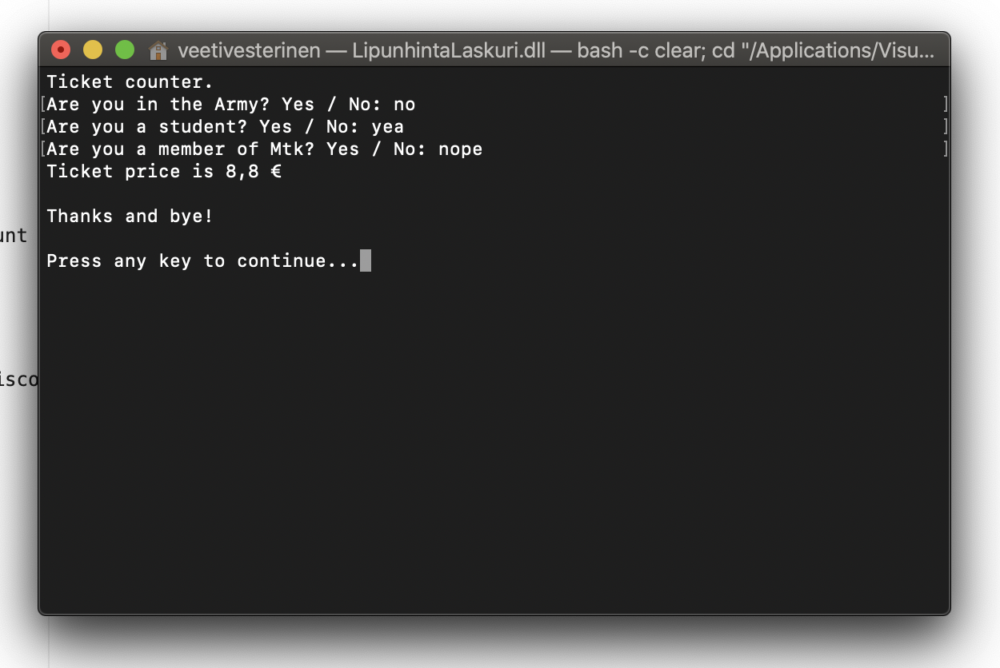 veetivesterinen — LipunhintaLaskuri.dll — bash -c clear; cd "/Applications/Visu...
Ticket counter.
[Are you in the Army? Yes / No: no ]
[Are you a student? Yes / No: yea ]
[Are you a member of Mtk? Yes / No: nope ]
Ticket price is 8,8 €
unt
Thanks and bye!
Press any key to continue...
isco